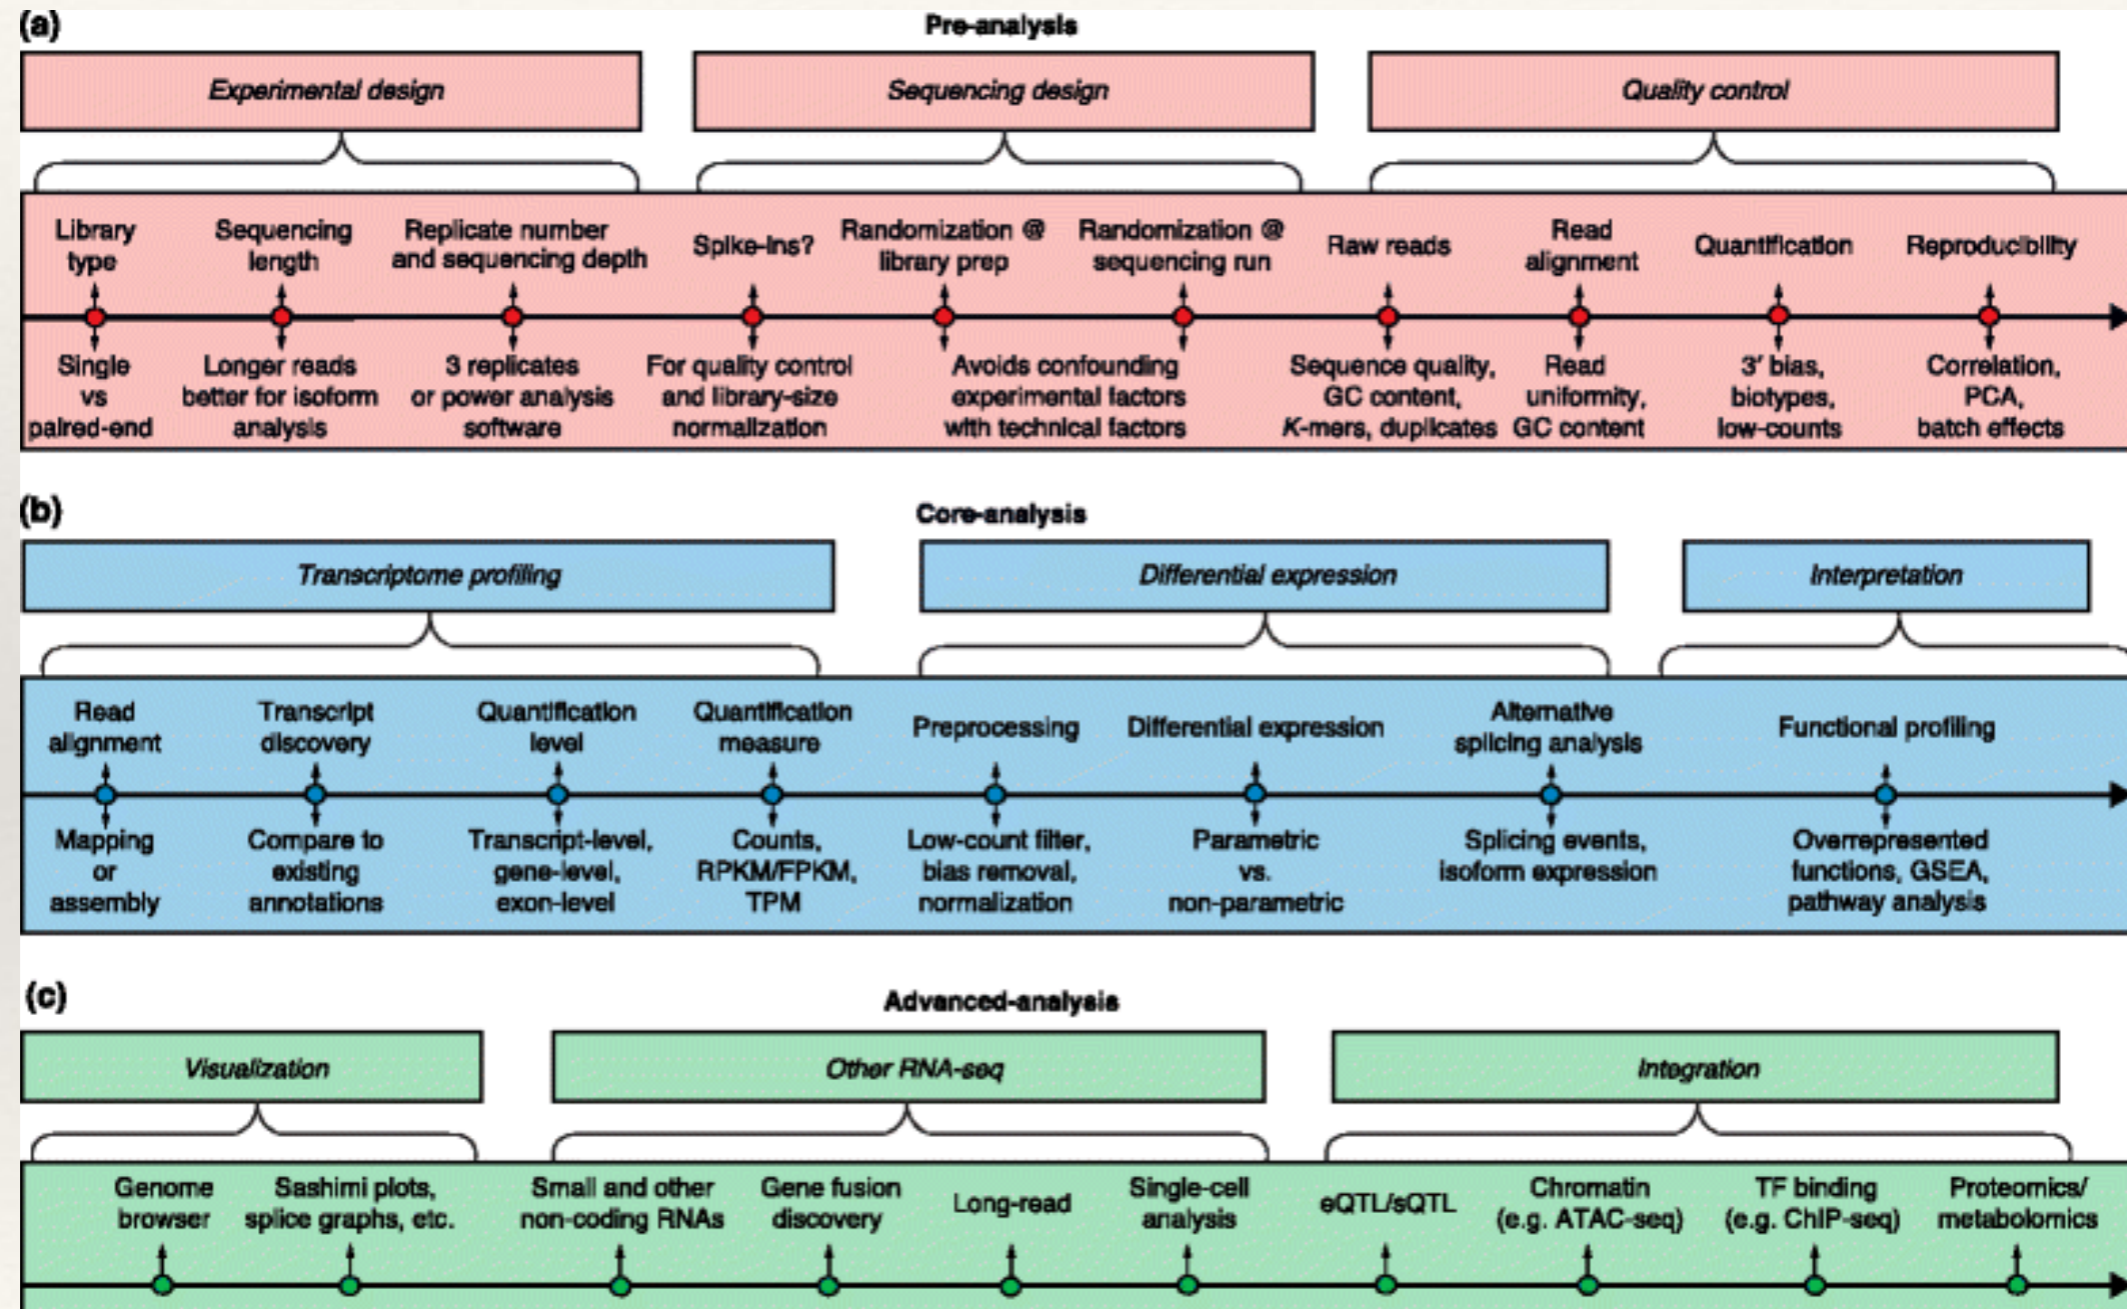 (a)
Pre-analysis
Experimental design
Sequencing design
Quality control
Library
type
Sequencing
length
Replicate number
and sequencing depth
Spike-ins?
Randomization @
library prep
Randomization @
sequencing run
Raw reads
Read
alignment
Quantification
Reproducibility
Single
vs
paired-end
Longer reads
better for isoform
analysis
3 replicates
or power analysis
software
For quality control
and library-size
normalization
Avoids confounding
experimental factors
with technical factors
Sequence quality,
GC content,
K-mers, duplicates
Read
uniformity,
GC content
3′ bias,
biotypes,
low-counts
Correlation,
PCA,
batch effects
(b)
Core-analysis
Transcriptome profiling
Differential expression
Interpretation
Read
alignment
Transcript
discovery
Quantification
level
Quantification
measure
Preprocessing
Differential expression
Alternative
splicing analysis
Functional profiling
Mapping
or
assembly
Compare to
existing
annotations
Transcript-level,
gene-level,
exon-level
Counts,
RPKM/FPKM,
TPM
Low-count filter,
bias removal,
normalization
Parametric
vs.
non-parametric
Splicing events,
isoform expression
Overrepresented
functions, GSEA,
pathway analysis
(c)
Advanced-analysis
Visualization
Other RNA-seq
Integration
Genome
browser
Sashimi plots,
splice graphs, etc.
Small and other
non-coding RNAs
Gene fusion
discovery
Long-read
Single-cell
analysis
eQTL/sQTL
Chromatin
(e.g. ATAC-seq)
TF binding
(e.g. ChIP-seq)
Proteomics/
metabolomics